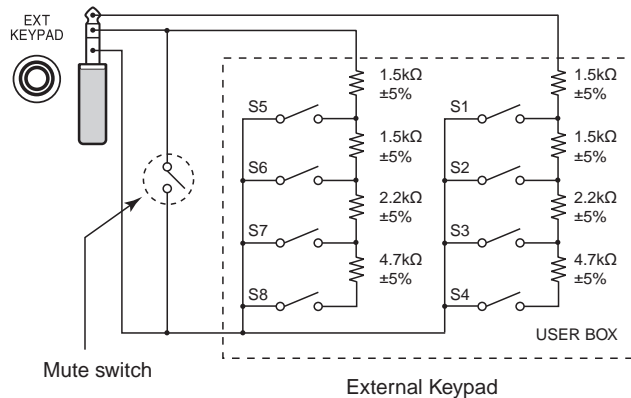 EXT
KEYPAD
1.5kΩ
±5%
1.5kΩ
±5%
S5
S1
1.5kΩ
±5%
1.5kΩ
±5%
S6
S2
2.2kΩ
±5%
2.2kΩ
±5%
S7
S3
4.7kΩ
±5%
4.7kΩ
±5%
S8
S4
USER BOX
Mute switch
External Keypad